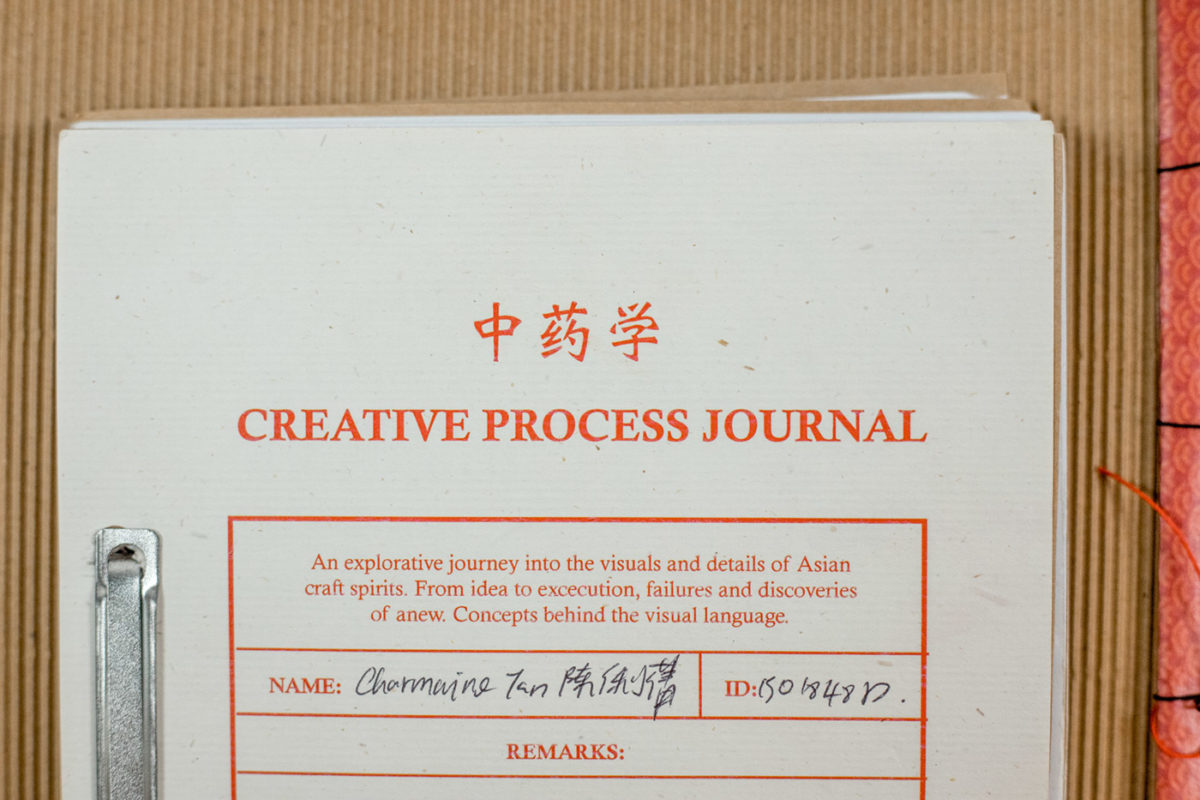 中药学
CREATIVE PROCESS JOURNAL
An explorative journey into the visuals and details of Asian
craft spirits. From idea to excecution, failures and discoveries
of anew. Concepts behind the visual language.
NAME: Charmaine Tan 陈
ID: 1501848D.
REMARKS: